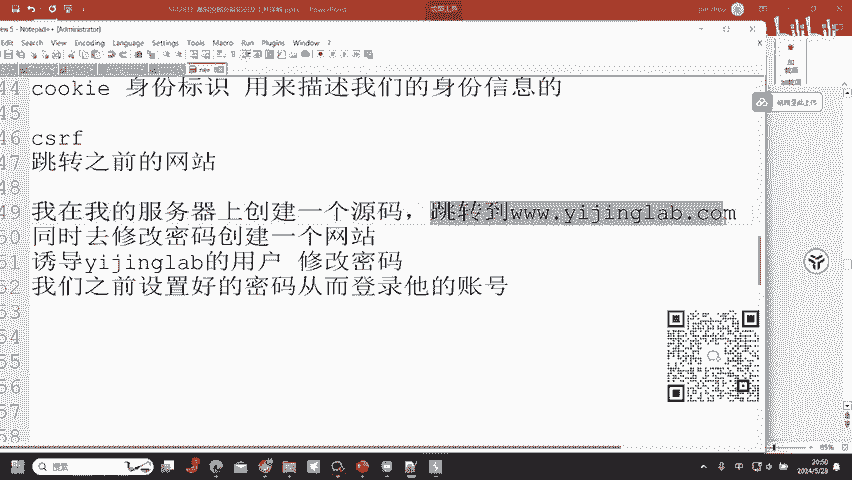 PowerPoint
new 5 - Notepad++ [Administrator]
Edit Search View Encoding Language Settings Tools Macro Run Plugins Window ?
44 cookie 身份标识 用来描述我们的身份信息的
45
46 csrf
47 跳转之前的网站
48
49 我在我的服务器上创建一个源码，跳转到www.yijinglab.com
50 同时去修改密码创建一个网站
51 诱导yijinglab的用户 修改密码
52 我们之前设置好的密码从而登录他的账号
53
54
55
56
57
58
搜索
中
20:50
2024/5/28